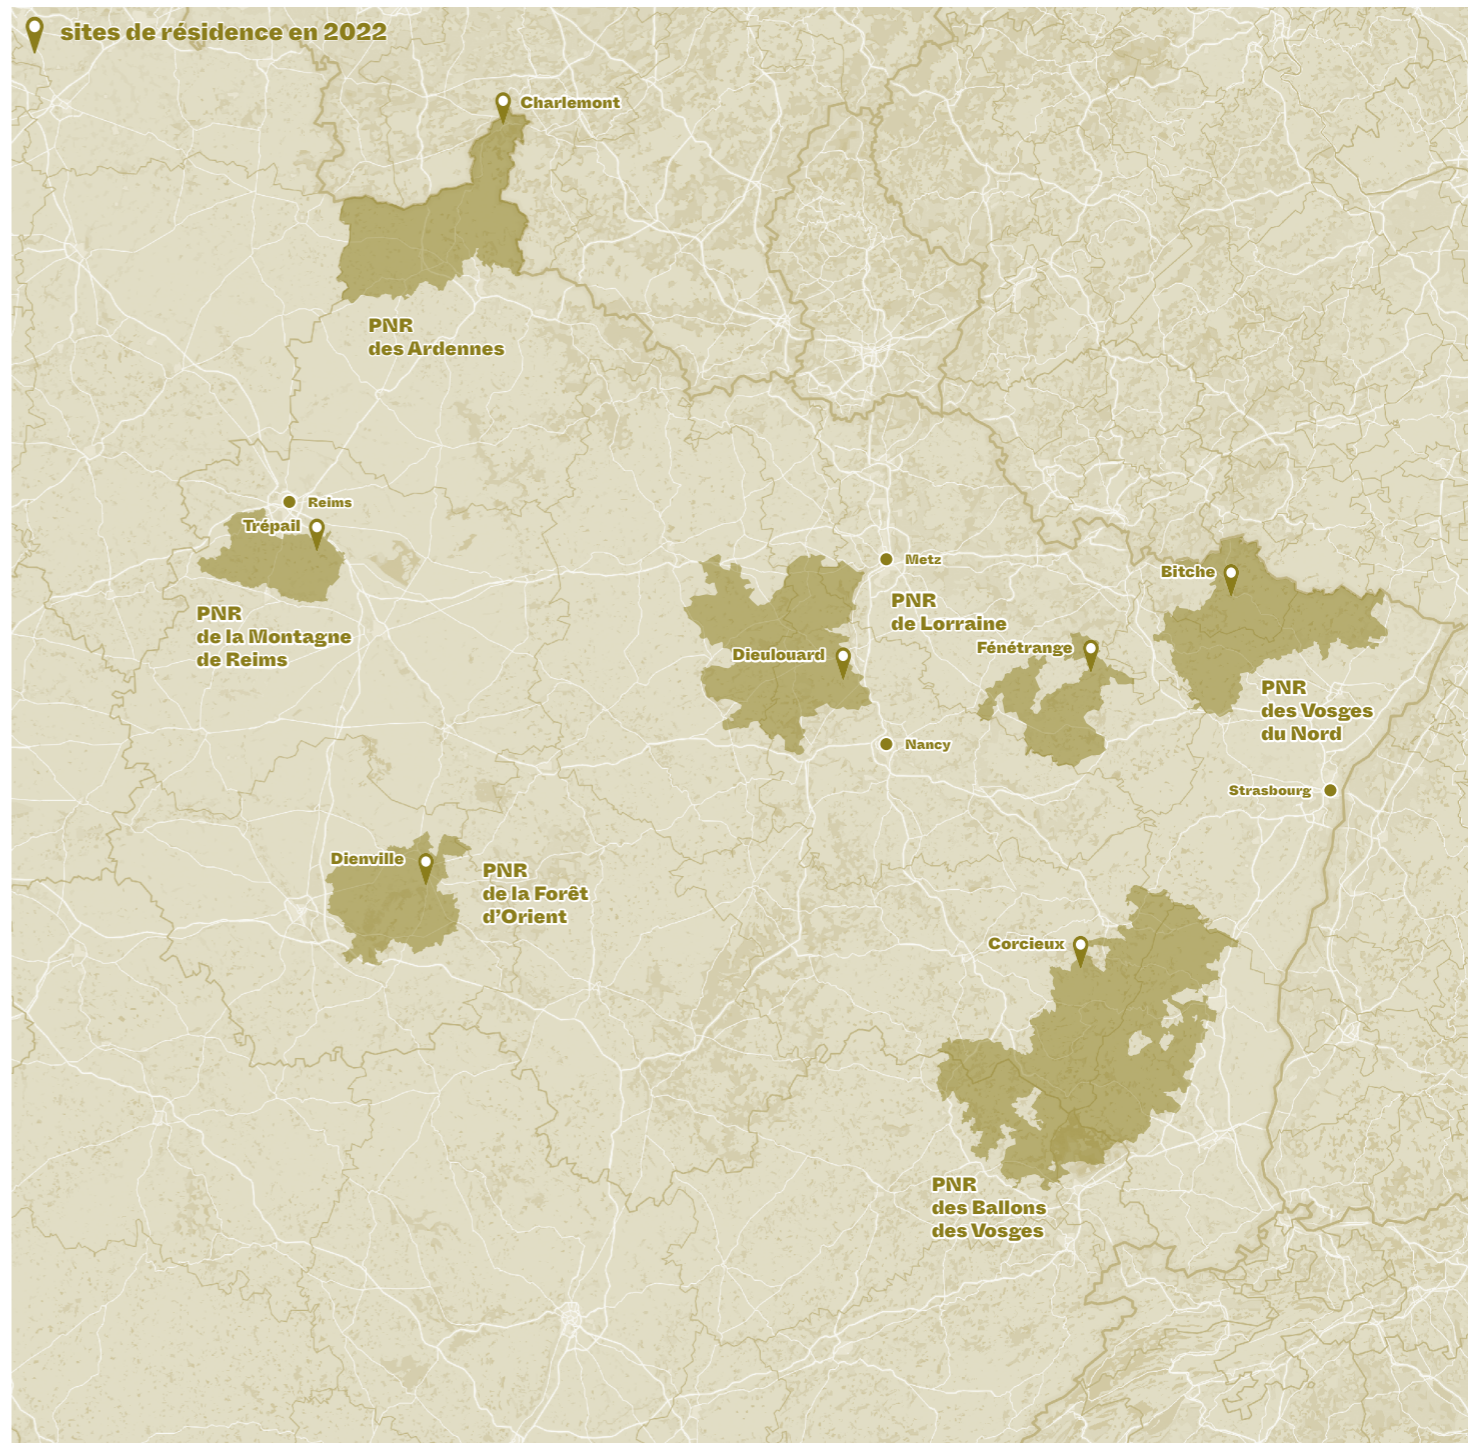 sites de résidence en 2022
Charlemont
PNR
des Ardennes
Reims
Trépail
PNR
de la Montagne
de Reims
Metz
PNR
de Lorraine
Dieulouard
Fénétrange
Nancy
Bitche
PNR
des Vosges
du Nord
Strasbourg
Dienville
PNR
de la Forêt
d’Orient
Corcieux
PNR
des Ballons
des Vosges